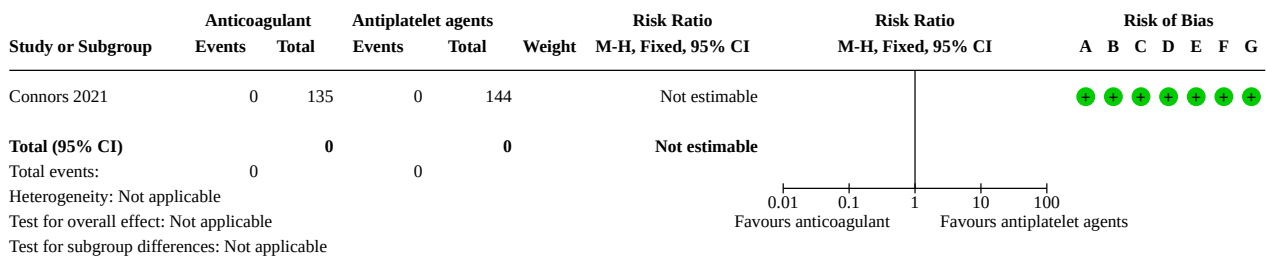 Anticoagulant Antiplatelet agents Risk Ratio Risk Ratio Risk of Bias
Study or Subgroup Events Total Events Total Weight M-H, Fixed, 95% CI M-H, Fixed, 95% CI A B C D E F G
Connors 2021 0 135 0 144 Not estimable + + + + + + +
Total (95% CI) 0 0 Not estimable
Total events: 0 0
Heterogeneity: Not applicable
0.01 0.1 1 10 100
Test for overall effect: Not applicable Favours anticoagulant Favours antiplatelet agents
Test for subgroup differences: Not applicable